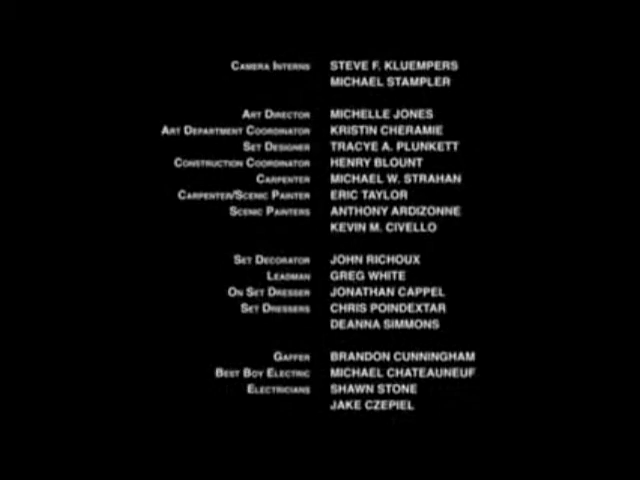 CAMERA INTERNS STEVE F. KLUEMPERS
MICHAEL STAMPLER
ART DIRECTOR MICHELLE JONES
ART DEPARTMENT COORDINATOR KRISTIN CHERAMIE
SET DESIGNER TRACYE A. PLUNKETT
CONSTRUCTION COORDINATOR HENRY BLOUNT
CARPENTER MICHAEL W. STRAHAN
CARPENTER/SCENIC PAINTER ERIC TAYLOR
SCENIC PAINTERS ANTHONY ARDIZONNE
KEVIN M. CIVELLO
SET DECORATOR JOHN RICHOUX
LEADMAN GREG WHITE
ON SET DRESSER JONATHAN CAPPEL
SET DRESSERS CHRIS POINDEXTAR
DEANNA SIMMONS
GAFFER BRANDON CUNNINGHAM
BEST BOY ELECTRIC MICHAEL CHATEAUNEUF
ELECTRICIANS SHAWN STONE
JAKE CZEPIEL